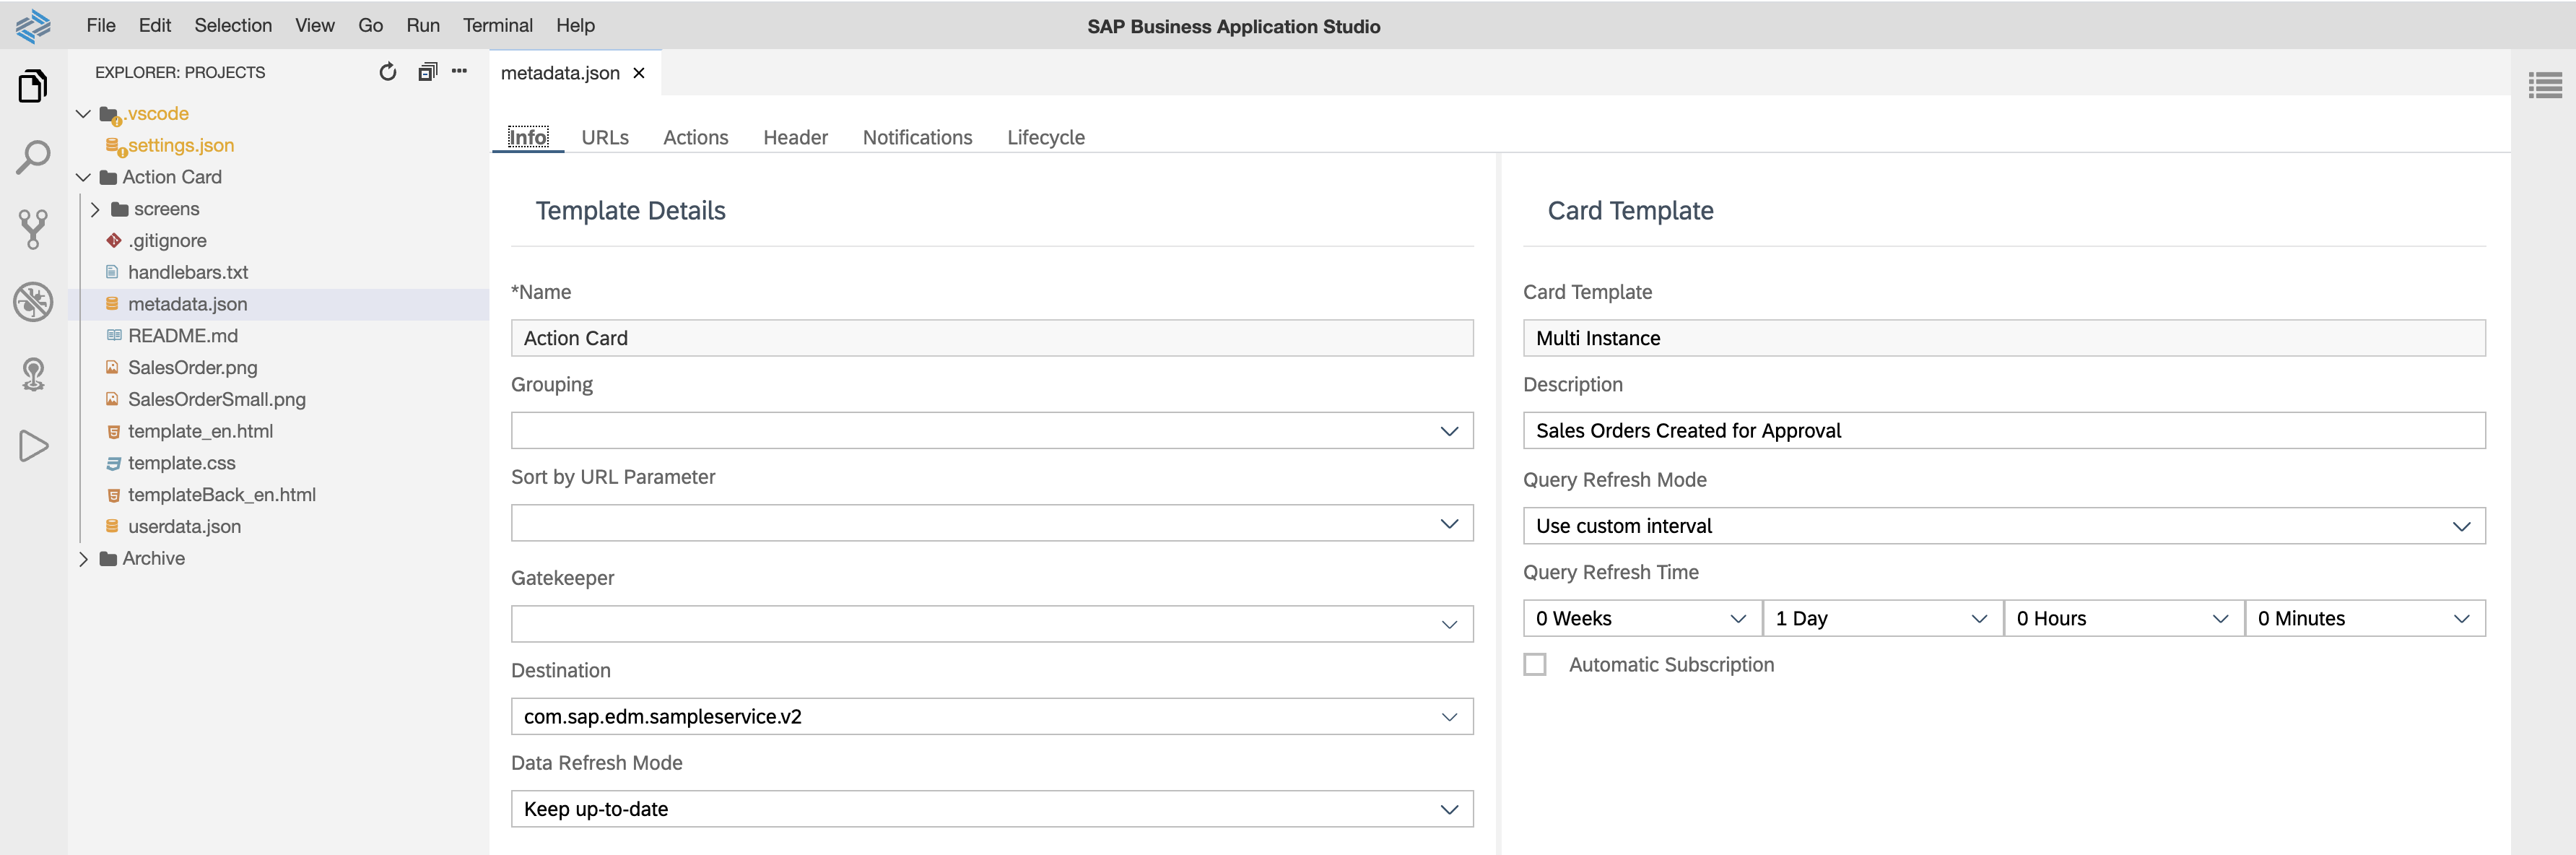 File Edit Selection View Go Run Terminal Help
SAP Business Application Studio
EXPLORER: PROJECTS
.vscode
settings.json
Action Card
screens
.gitignore
handlebars.txt
metadata.json
README.md
SalesOrder.png
SalesOrderSmall.png
template_en.html
template.css
templateBack_en.html
userdata.json
Archive
metadata.json
Info URLs Actions Header Notifications Lifecycle
Template Details
*Name
Action Card
Grouping
Sort by URL Parameter
Gatekeeper
Destination
com.sap.edm.sampleservice.v2
Data Refresh Mode
Keep up-to-date
Card Template
Card Template
Multi Instance
Description
Sales Orders Created for Approval
Query Refresh Mode
Use custom interval
Query Refresh Time
0 Weeks 1 Day 0 Hours 0 Minutes
Automatic Subscription